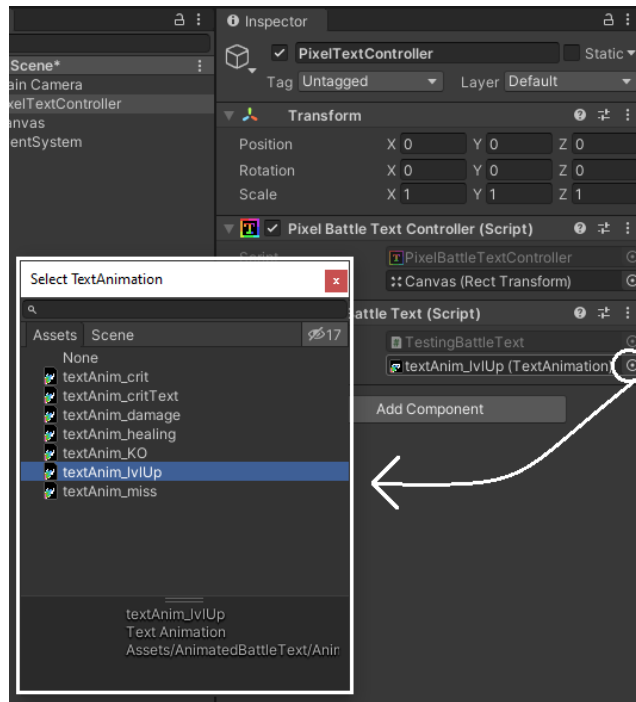 Inspector
Scene*
ain Camera
xelTextController
anvas
entSystem
PixelTextController
Static
Tag Untagged
Layer Default
Transform
Position X 0 Y 0 Z 0
Rotation X 0 Y 0 Z 0
Scale X 1 Y 1 Z 1
Pixel Battle Text Controller (Script)
Script PixelBattleTextController
Canvas (Rect Transform)
attle Text (Script)
TestingBattleText
textAnim_lvlUp (TextAnimation)
Add Component
Select TextAnimation
x
Assets Scene 17
None
textAnim_crit
textAnim_critText
textAnim_damage
textAnim_healing
textAnim_KO
textAnim_lvlUp
textAnim_miss
textAnim_lvlUp
Text Animation
Assets/AnimatedBattleText/Anim